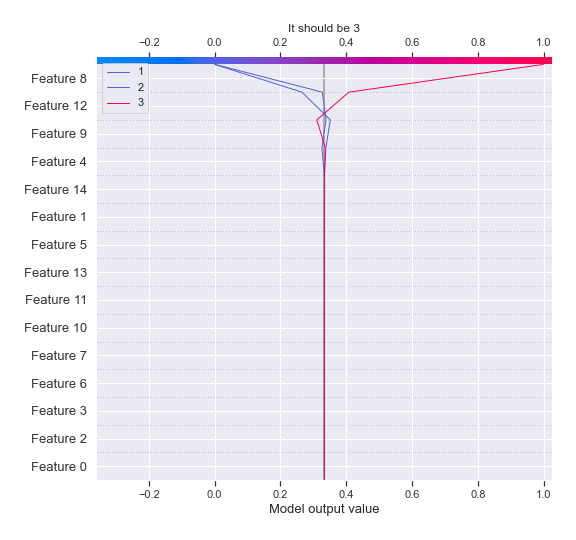 It should be 3
−0.2 0.0 0.2 0.4 0.6 0.8 1.0
1
2
3
Feature 8
Feature 12
Feature 9
Feature 4
Feature 14
Feature 1
Feature 5
Feature 13
Feature 11
Feature 10
Feature 7
Feature 6
Feature 3
Feature 2
Feature 0
−0.2 0.0 0.2 0.4 0.6 0.8 1.0
Model output value